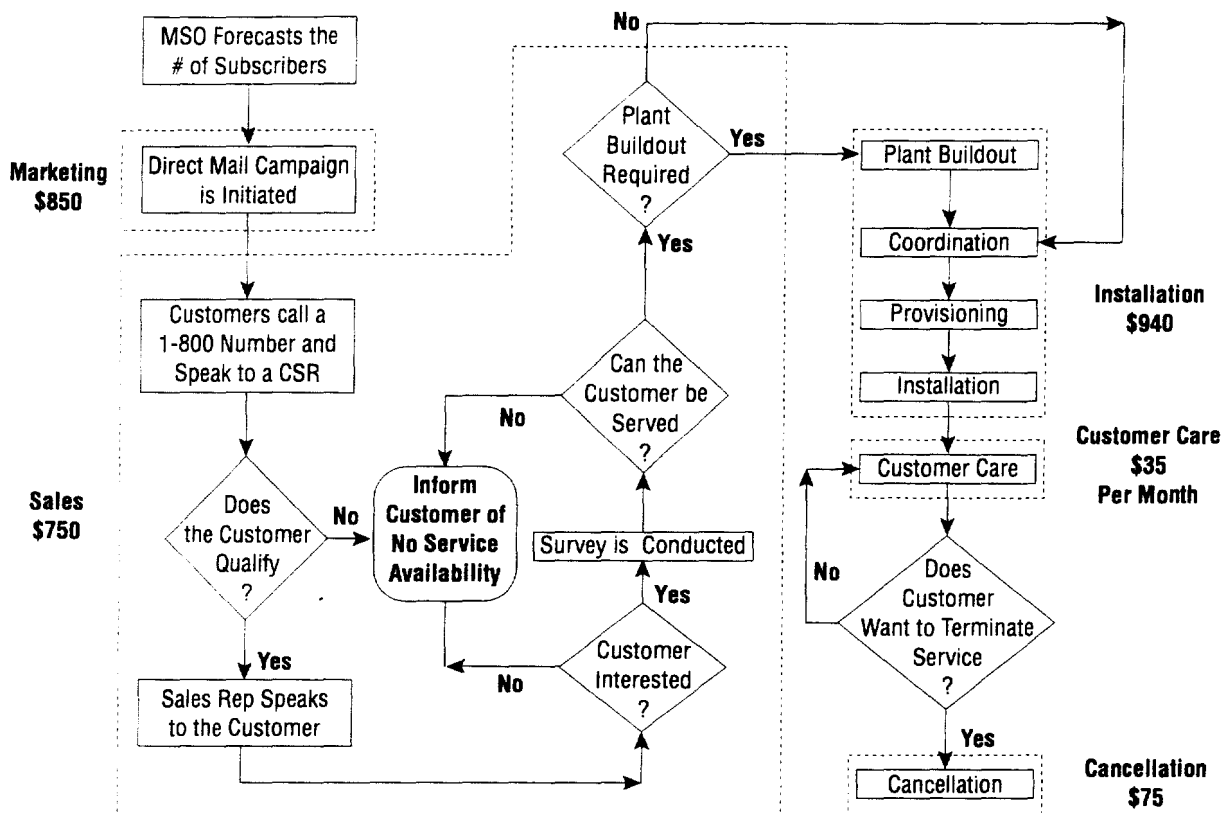 MSO Forecasts the
# of Subscribers
Marketing
$850
Direct Mail Campaign
is Initiated
Customers call a
1-800 Number and
Speak to a CSR
Sales
$750
Does
the Customer
Qualify
?
No
Yes
Sales Rep Speaks
to the Customer
Inform
Customer of
No Service
Availability
Customer
Interested
?
No
Yes
Survey is Conducted
Can the
Customer be
Served
?
No
Yes
Plant
Buildout
Required
?
No
Yes
Plant Buildout
Coordination
Provisioning
Installation
Installation
$940
Customer Care
Customer Care
$35
Per Month
Does
Customer
Want to Terminate
Service
?
No
Yes
Cancellation
Cancellation
$75